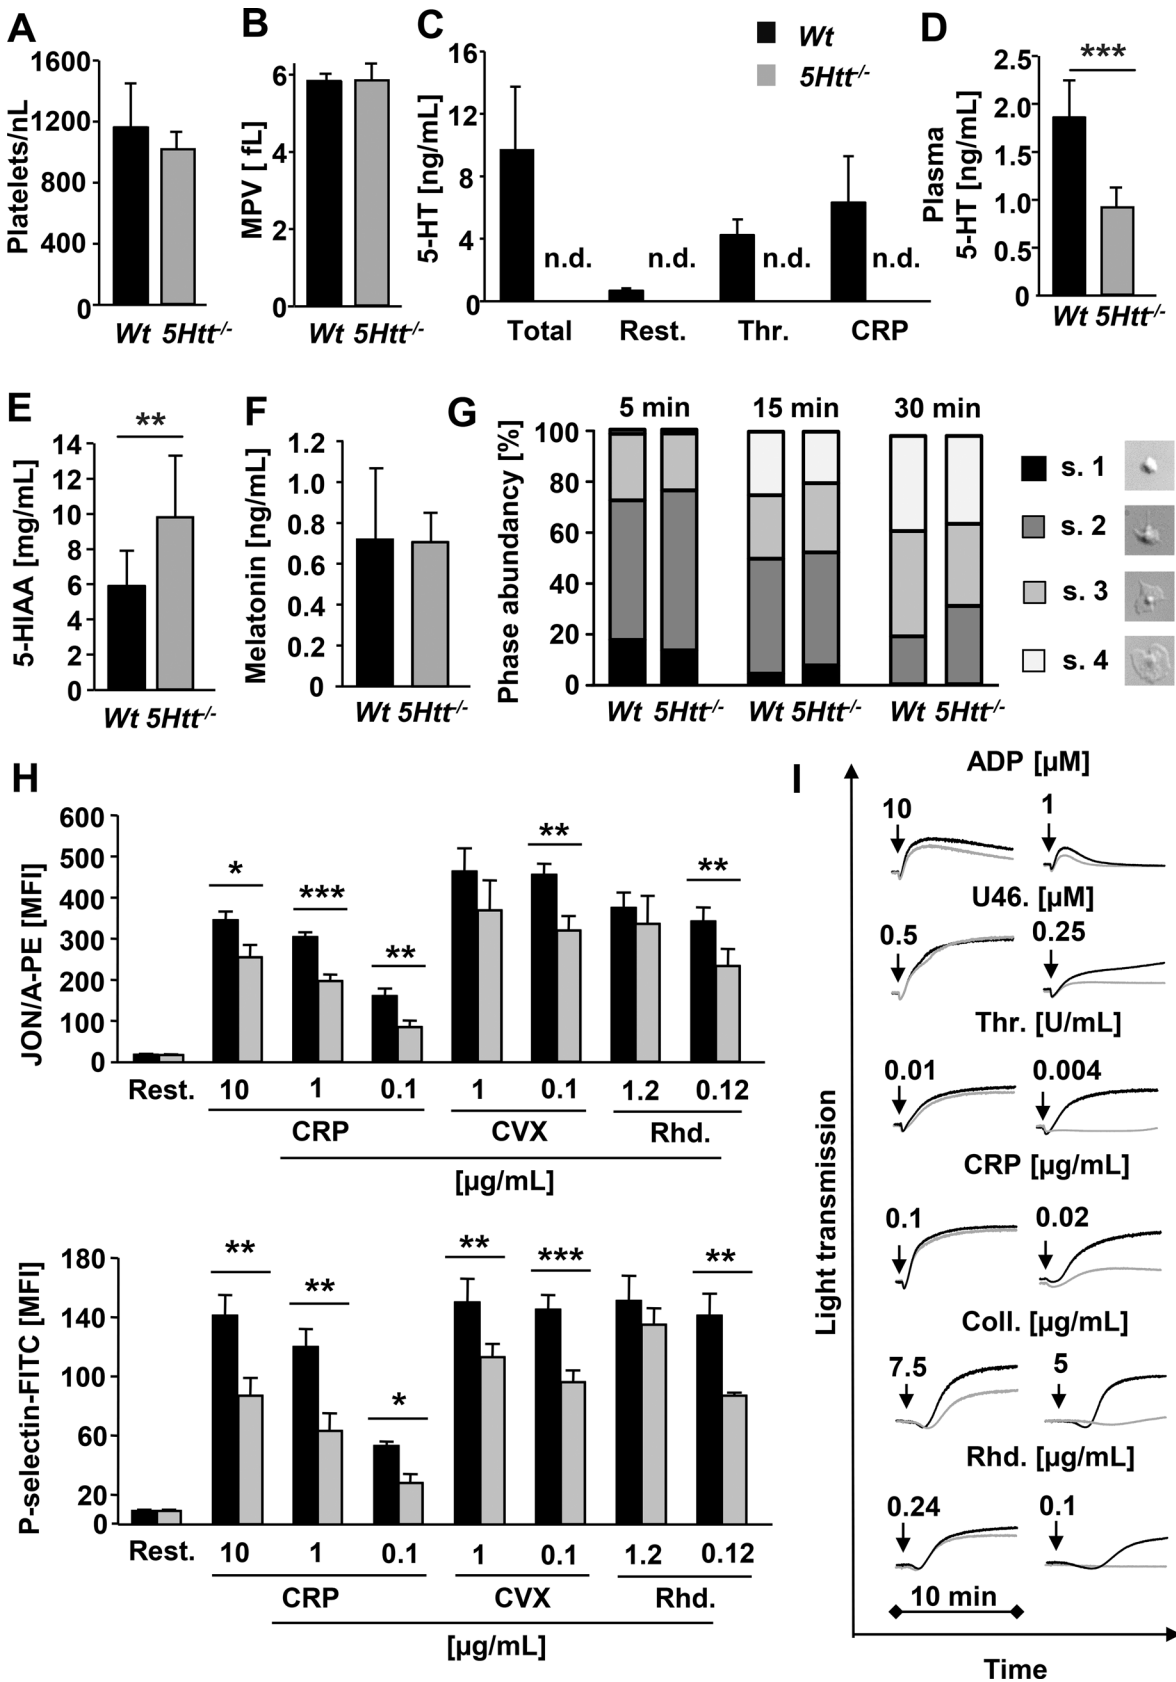 A
Platelets/nL
1600
1200
800
400
0
Wt 5Htt-/-
B
MPV [ fL]
6
4
2
0
Wt 5Htt-/-
C
5-HT [ng/mL]
16
12
8
4
0
n.d. n.d. n.d. n.d.
Total Rest. Thr. CRP
Wt
5Htt-/-
D
Plasma
5-HT [ng/mL]
2.5
2.0
1.5
1.0
0.5
0
***
Wt 5Htt-/-
E
5-HIAA [mg/mL]
14
12
10
8
6
4
2
0
**
Wt 5Htt-/-
F
Melatonin [ng/mL]
1.2
1.0
0.8
0.6
0.4
0.2
0
Wt 5Htt-/-
G
Phase abundancy [%]
5 min 15 min 30 min
100
80
60
40
20
0
Wt 5Htt-/- Wt 5Htt-/- Wt 5Htt-/-
s. 1
s. 2
s. 3
s. 4
H
JON/A-PE [MFI]
600
500
400
300
200
100
0
* *** ** ** **
Rest. 10 1 0.1 1 0.1 1.2 0.12
CRP CVX Rhd.
[µg/mL]
P-selectin-FITC [MFI]
180
140
100
60
20
0
** ** * ** *** **
Rest. 10 1 0.1 1 0.1 1.2 0.12
CRP CVX Rhd.
[µg/mL]
I
Light transmission
ADP [µM]
10 1
U46. [µM]
0.5 0.25
Thr. [U/mL]
0.01 0.004
CRP [µg/mL]
0.1 0.02
Coll. [µg/mL]
7.5 5
Rhd. [µg/mL]
0.24 0.1
10 min
Time